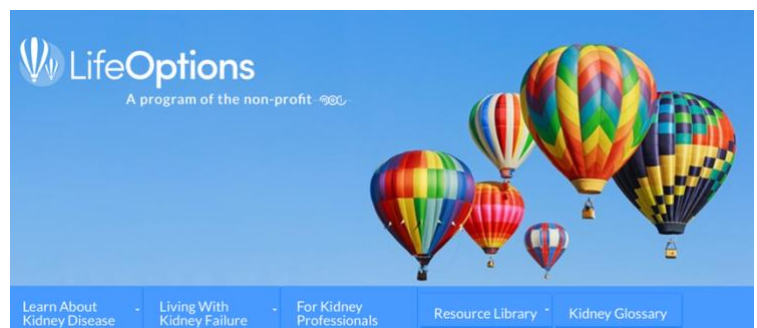 LifeOptions
A program of the non-profit
Learn About
Kidney Disease
Living With
Kidney Failure
For Kidney
Professionals
Resource Library
Kidney Glossary